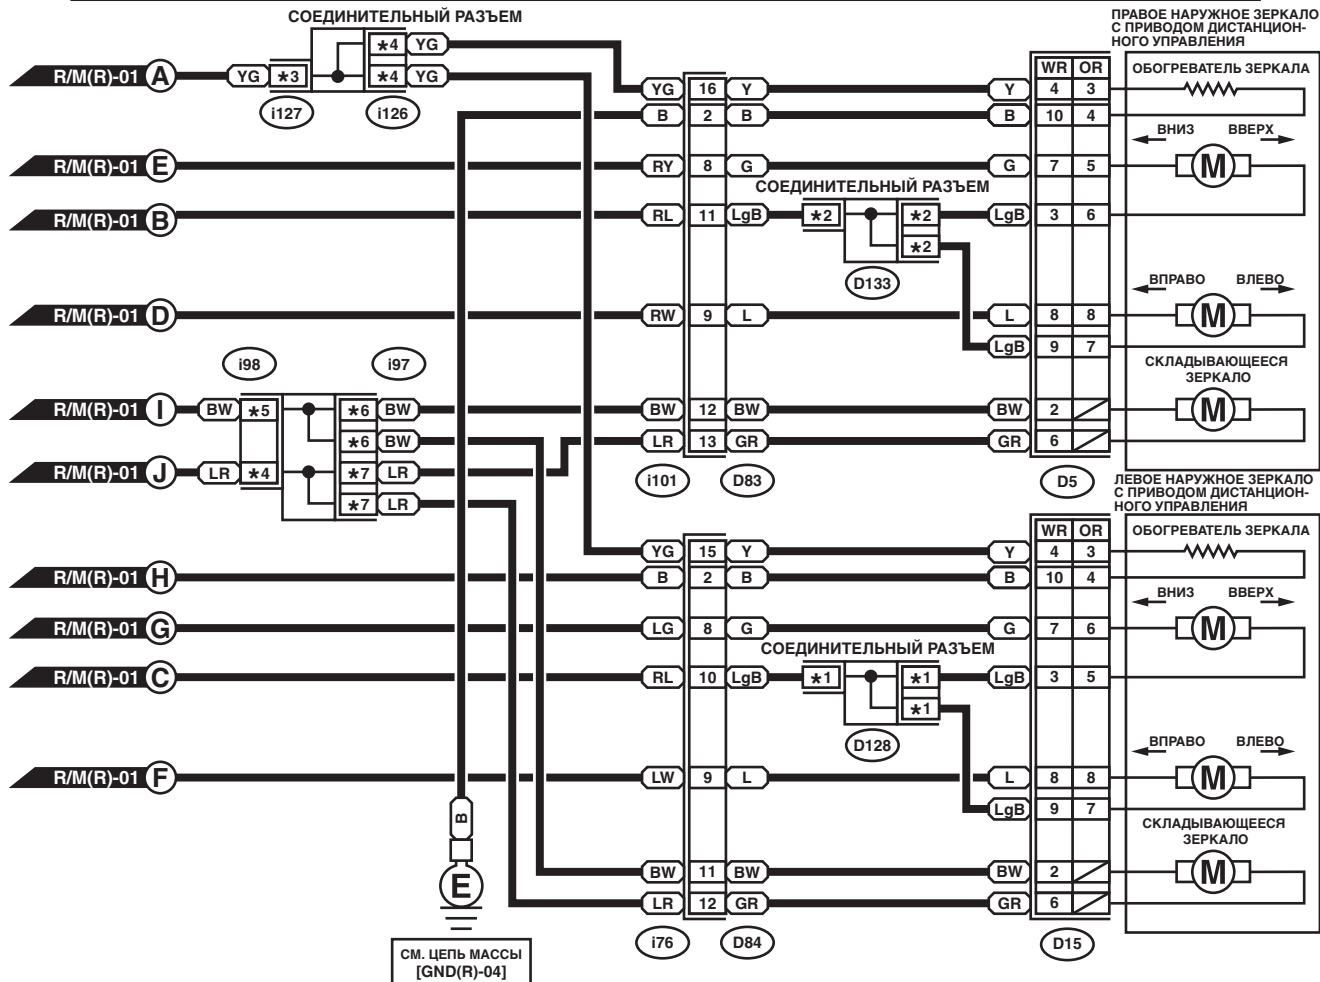 СОЕДИНИТЕЛЬНЫЙ РАЗЪЕМ
ПРАВОЕ НАРУЖНОЕ ЗЕРКАЛО
С ПРИВОДОМ ДИСТАНЦИОН-
НОГО УПРАВЛЕНИЯ
*4 YG
R/M(R)-01 A YG *3 *4 YG
i127 i126
WR OR ОБОГРЕВАТЕЛЬ ЗЕРКАЛА
YG 16 Y Y 4 3
B 2 B B 10 4
ВНИЗ ВВЕРХ
R/M(R)-01 E RY 8 G G 7 5 M
СОЕДИНИТЕЛЬНЫЙ РАЗЪЕМ
R/M(R)-01 B RL 11 LgB *2 *2 LgB 3 6
*2
D133
ВПРАВО ВЛЕВО
R/M(R)-01 D RW 9 L L 8 8 M
LgB 9 7
i98 i97
СКЛАДЫВАЮЩЕЕСЯ
ЗЕРКАЛО
R/M(R)-01 I BW *5 *6 BW BW 12 BW BW 2 M
*6 BW LR 13 GR GR 6
R/M(R)-01 J LR *4 *7 LR
*7 LR
i101 D83 D5
ЛЕВОЕ НАРУЖНОЕ ЗЕРКАЛО
С ПРИВОДОМ ДИСТАНЦИОН-
НОГО УПРАВЛЕНИЯ
WR OR ОБОГРЕВАТЕЛЬ ЗЕРКАЛА
YG 15 Y Y 4 3
R/M(R)-01 H B 2 B B 10 4
ВНИЗ ВВЕРХ
R/M(R)-01 G LG 8 G G 7 6 M
СОЕДИНИТЕЛЬНЫЙ РАЗЪЕМ
R/M(R)-01 C RL 10 LgB *1 *1 LgB 3 5
*1
D128
ВПРАВО ВЛЕВО
R/M(R)-01 F LW 9 L L 8 8 M
LgB 9 7
B
СКЛАДЫВАЮЩЕЕСЯ
ЗЕРКАЛО
E BW 11 BW BW 2 M
LR 12 GR GR 6
i76 D84 D15
СМ. ЦЕПЬ МАССЫ
[GND(R)-04]